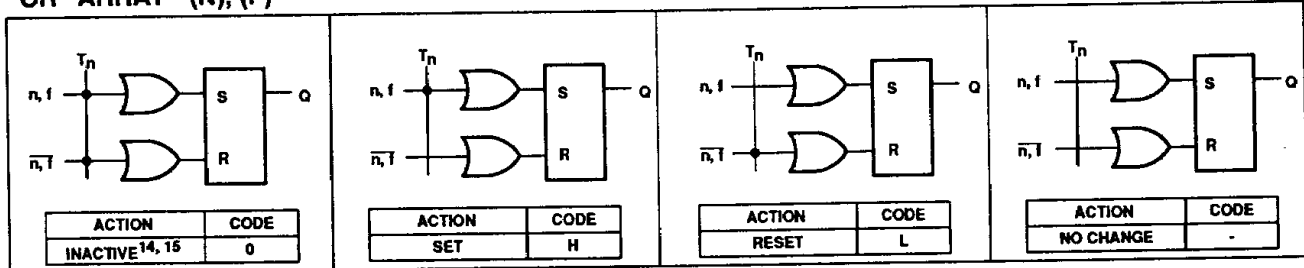 "OR" ARRAY – (N), (F)
Tn
n, f
n, f
S
R
Q
ACTION CODE
INACTIVE14, 15 0
Tn
n, f
n, f
S
R
Q
ACTION CODE
SET H
Tn
n, f
n, f
S
R
Q
ACTION CODE
RESET L
Tn
n, f
n, f
S
R
Q
ACTION CODE
NO CHANGE -